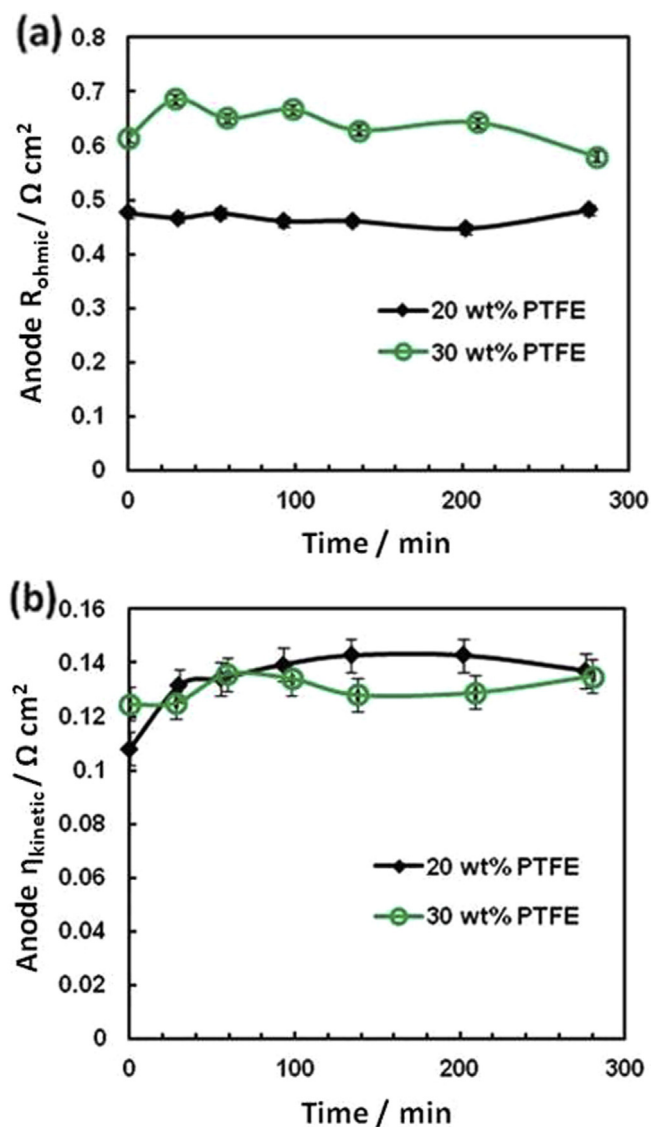 (a)
0.8
0.7
0.6
0.5
0.4
0.3
0.2
0.1
0
Anode Rohmic / Ω cm²
20 wt% PTFE
30 wt% PTFE
0 100 200 300
Time / min
(b)
0.16
0.14
0.12
0.1
0.08
0.06
0.04
0.02
0
Anode ηkinetic / Ω cm²
20 wt% PTFE
30 wt% PTFE
0 100 200 300
Time / min